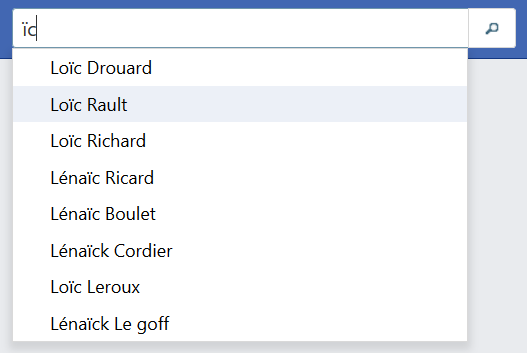 ïc
Loïc Drouard
Loïc Rault
Loïc Richard
Lénaïc Ricard
Lénaïc Boulet
Lénaïck Cordier
Loïc Leroux
Lénaïck Le goff